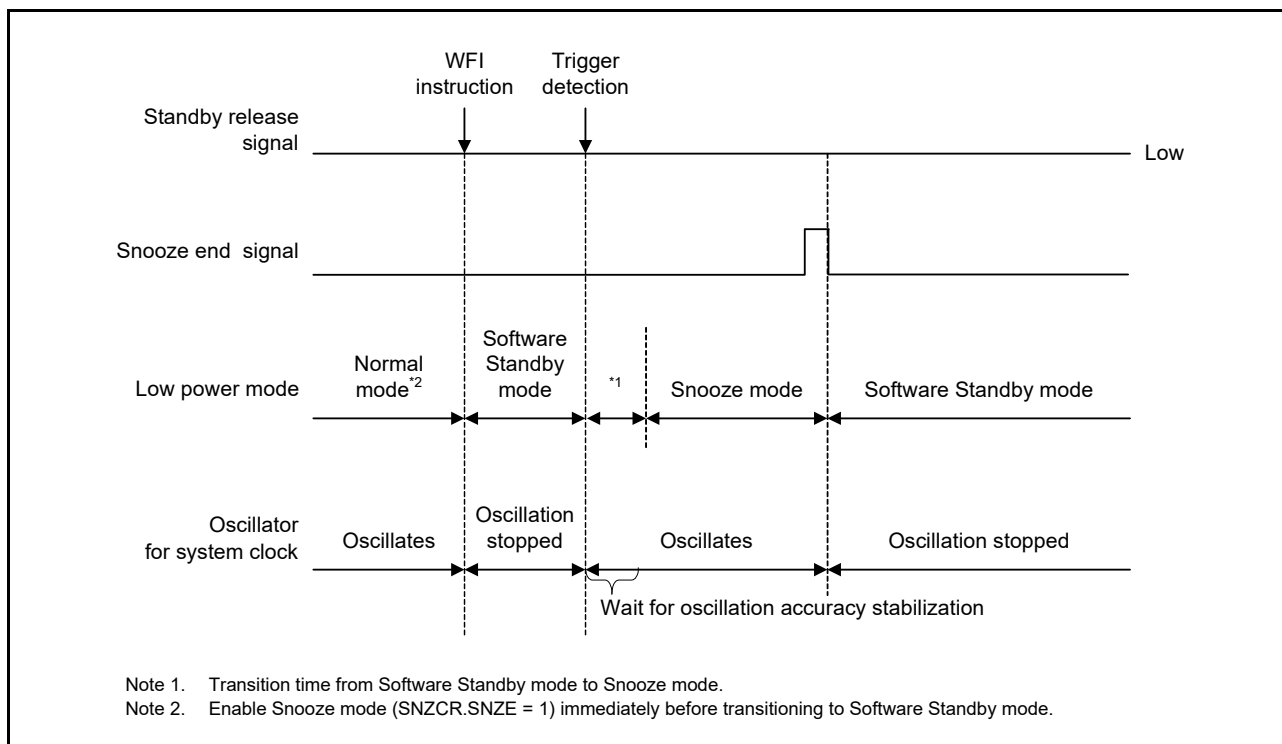 WFI
instruction
Trigger
detection
Standby release
signal
Low
Snooze end  signal
Low power mode
Normal
mode*2
Software
Standby
mode
*1
Snooze mode
Software Standby mode
Oscillator
for system clock
Oscillates
Oscillation
stopped
Oscillates
Oscillation stopped
Wait for oscillation accuracy stabilization
Note 1. Transition time from Software Standby mode to Snooze mode.
Note 2. Enable Snooze mode (SNZCR.SNZE = 1) immediately before transitioning to Software Standby mode.